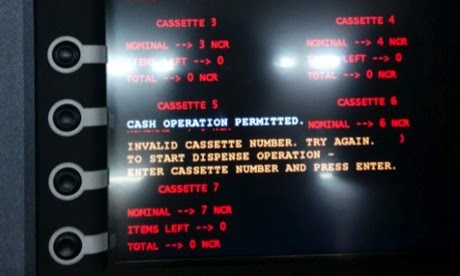 CASSETTE 3 CASSETTE 4
NOMINAL --> 3 NCR NOMINAL --> 4 NCR
ITEMS LEFT --> 0 ITEMS LEFT --> 0
TOTAL --> 0 NCR TOTAL --> 0 NCR
CASSETTE 5 CASSETTE 6
CASH OPERATION PERMITTED. NOMINAL --> 6 NCR
INVALID CASSETTE NUMBER. TRY AGAIN. )
TO START DISPENSE OPERATION -
ENTER CASSETTE NUMBER AND PRESS ENTER.
CASSETTE 7
NOMINAL --> 7 NCR
ITEMS LEFT --> 0
TOTAL --> 0 NCR